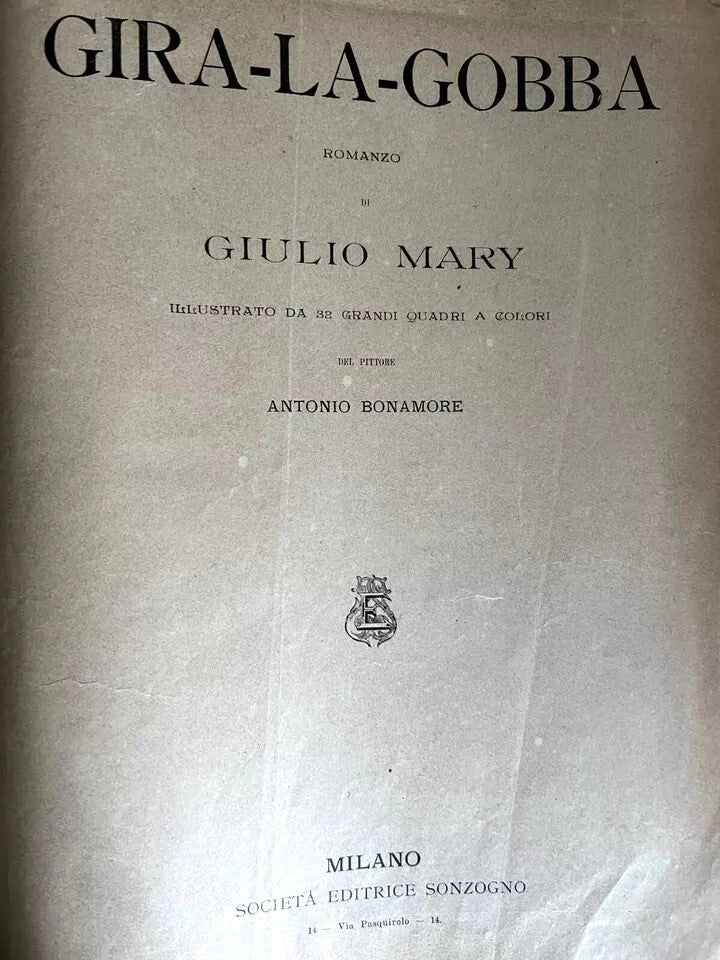 GIRA-LA-GOBBA
ROMANZO
DI
GIULIO MARY
ILLUSTRATO DA 32 GRANDI QUADRI A COLORI
DEL PITTORE
ANTONIO BONAMORE
E
MILANO
SOCIETÀ EDITRICE SONZOGNO
14 — Via Pasquirolo — 14.